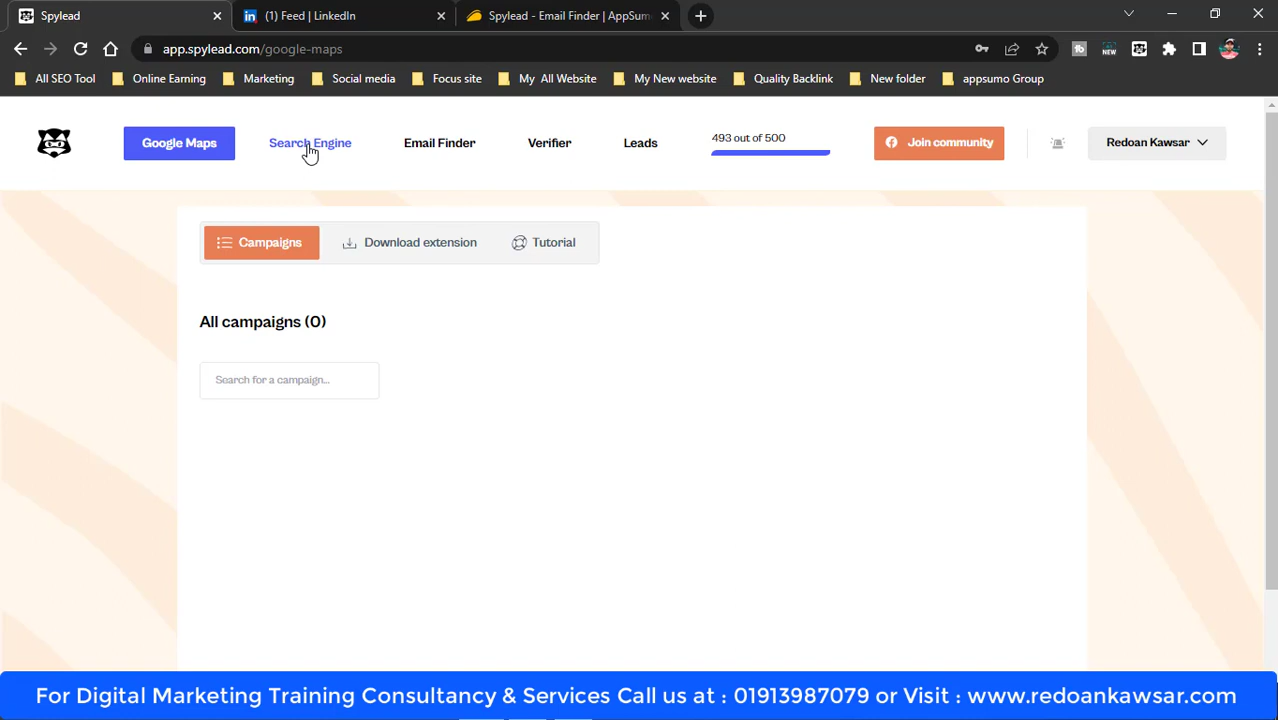 Spylead
(1) Feed | LinkedIn
Spylead - Email Finder | AppSum
app.spylead.com/google-maps
All SEO Tool
Online Earning
Marketing
Social media
Focus site
My All Website
My New website
Quality Backlink
New folder
appsumo Group
Google Maps
Search Engine
Email Finder
Verifier
Leads
493 out of 500
Join community
Redoan Kawsar
Campaigns
Download extension
Tutorial
All campaigns (0)
Search for a campaign...
For Digital Marketing Training Consultancy & Services Call us at : 01913987079 or Visit : www.redoankawsar.com